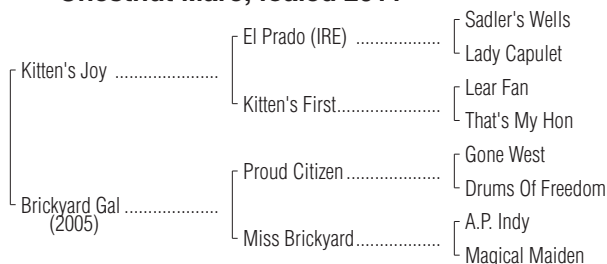 Chestnut Mare; foaled
Sadler's Wells
El Prado (IRE) ...................
Lady Capulet
Kitten's Joy .......................
Lear Fan
Kitten's First.......................
That's My Hon
Gone West
Proud Citizen .....................
Drums Of Freedom
Brickyard Gal .....................
(2005)
A.P. Indy
Miss Brickyard...................
Magical Maiden